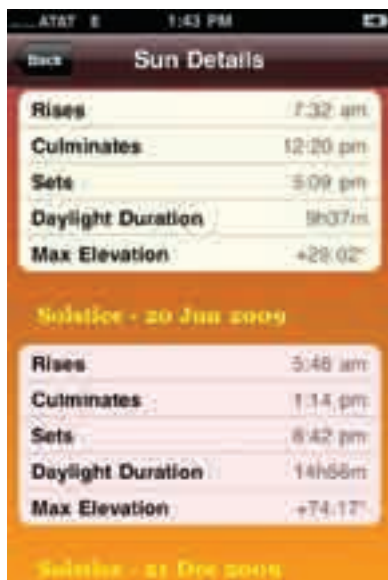 AT&T E 1:43 PM
Back Sun Details
Rises 7:32 am
Culminates 12:20 pm
Sets 5:09 pm
Daylight Duration 9h37m
Max Elevation +29.02°
Solstice - 20 Jun 2009
Rises 5:46 am
Culminates 1:14 pm
Sets 8:42 pm
Daylight Duration 14h56m
Max Elevation +74.17°
Solstice - 21 Dec 2009